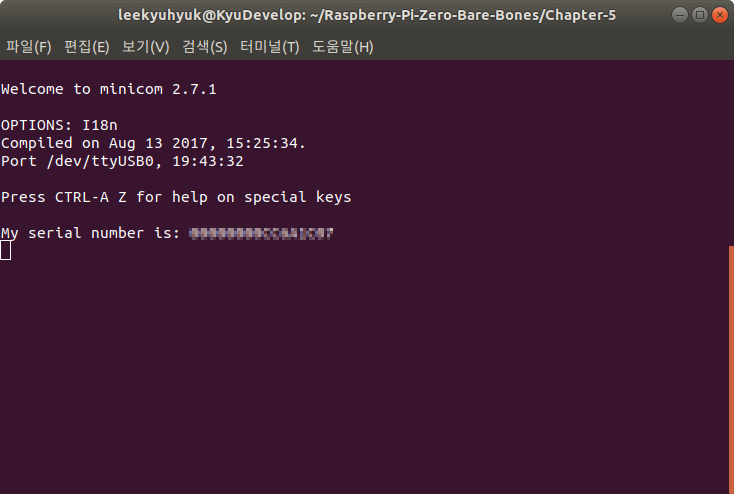 leekyuhyuk@KyuDevelop: ~/Raspberry-Pi-Zero-Bare-Bones/Chapter-5
파일(F) 편집(E) 보기(V) 검색(S) 터미널(T) 도움말(H)
Welcome to minicom 2.7.1
OPTIONS: I18n
Compiled on Aug 13 2017, 15:25:34.
Port /dev/ttyUSB0, 19:43:32
Press CTRL-A Z for help on special keys
My serial number is: